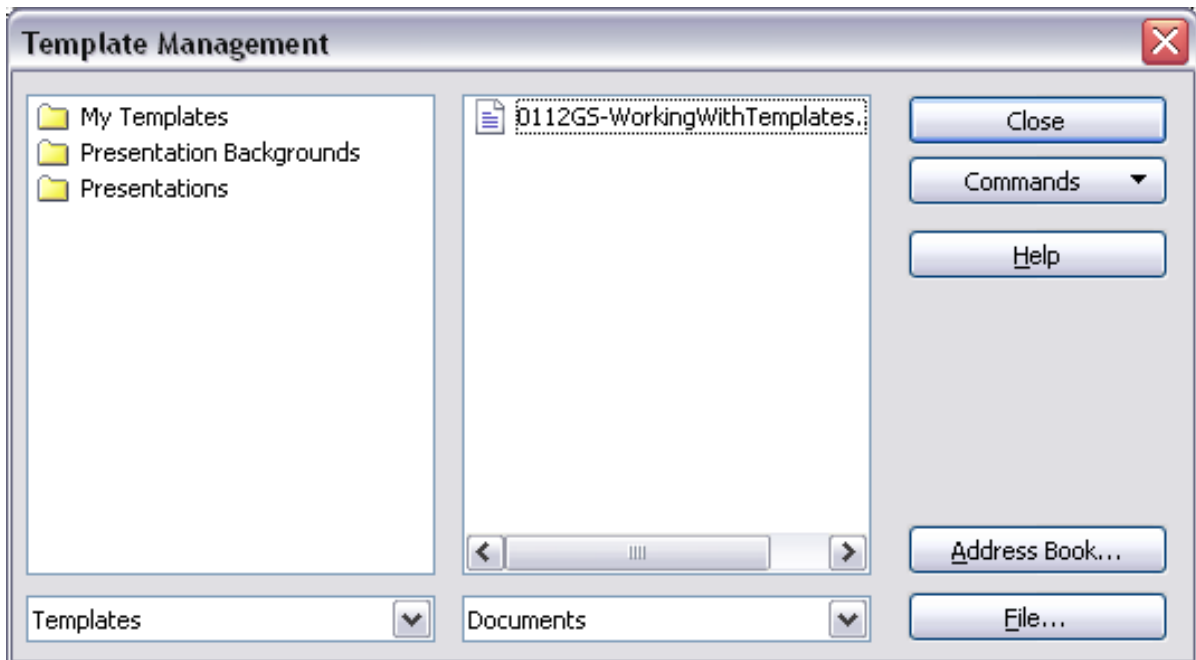 Template Management
My Templates
Presentation Backgrounds
Presentations
0112GS-WorkingWithTemplates.
Close
Commands
Help
Address Book...
Templates
Documents
File...